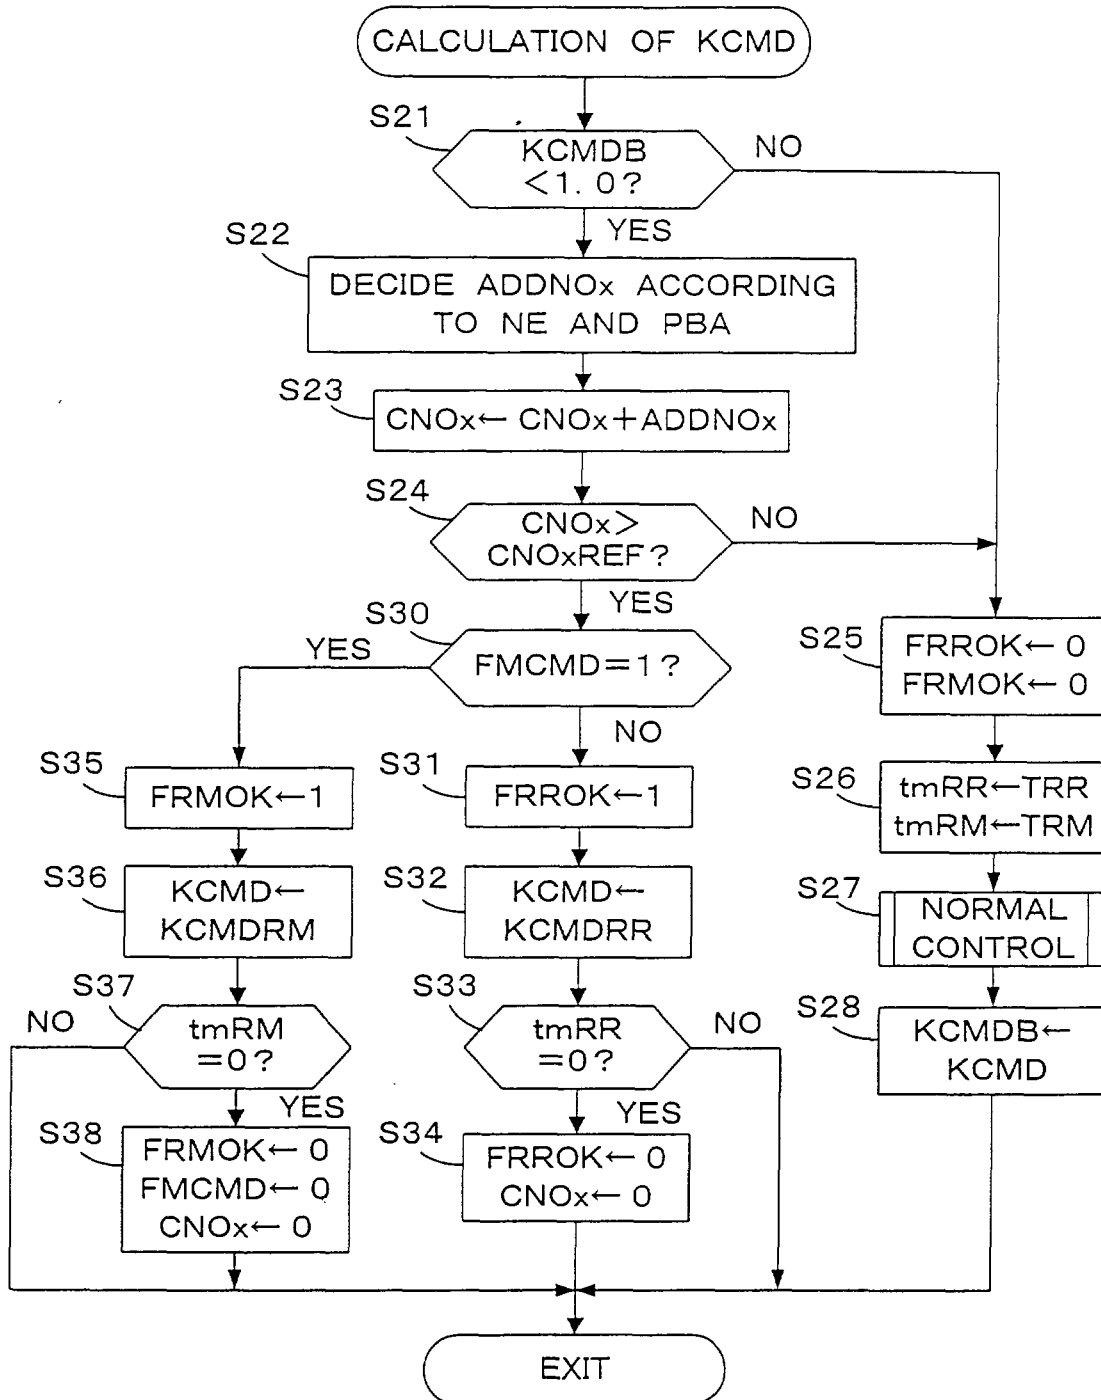 CALCULATION OF KCMD
S21
KCMDB
<1.0?
NO
YES
S22
DECIDE ADDNOx ACCORDING
TO NE AND PBA
S23
CNOx← CNOx+ADDNOx
S24
CNOx>
CNOxREF?
NO
YES
S30
FMCMD=1?
YES
NO
S25
FRROK←0
FRMOK←0
S35
FRMOK←1
S31
FRROK←1
S26
tmRR←TRR
tmRM←TRM
S36
KCMD←
KCMDRM
S32
KCMD←
KCMDRR
S27
NORMAL
CONTROL
S37
tmRM
=0?
NO
YES
S33
tmRR
=0?
NO
YES
S28
KCMDB←
KCMD
S38
FRMOK←0
FMCMD←0
CNOx←0
S34
FRROK←0
CNOx←0
EXIT